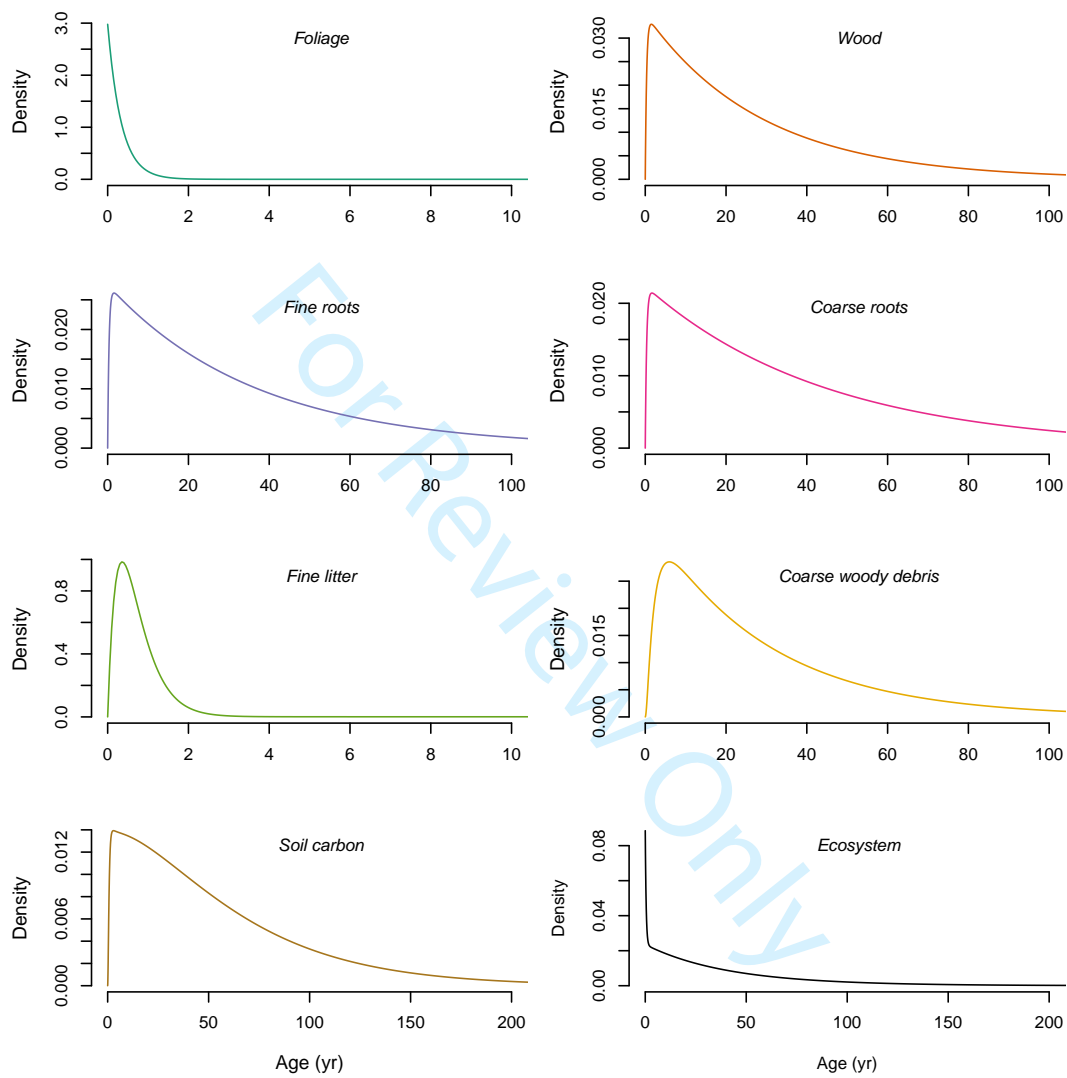 Foliage
Density
0.0 1.0 2.0 3.0
0 2 4 6 8 10
Wood
Density
0.000 0.015 0.030
0 20 40 60 80 100
Fine roots
Density
0.000 0.010 0.020
0 20 40 60 80 100
Coarse roots
Density
0.000 0.010 0.020
0 20 40 60 80 100
Fine litter
Density
0.0 0.4 0.8
0 2 4 6 8 10
Coarse woody debris
Density
0.000 0.015
0 20 40 60 80 100
Soil carbon
Density
0.000 0.006 0.012
0 50 100 150 200
Age (yr)
Ecosystem
Density
0.00 0.04 0.08
0 50 100 150 200
Age (yr)
For Review Only